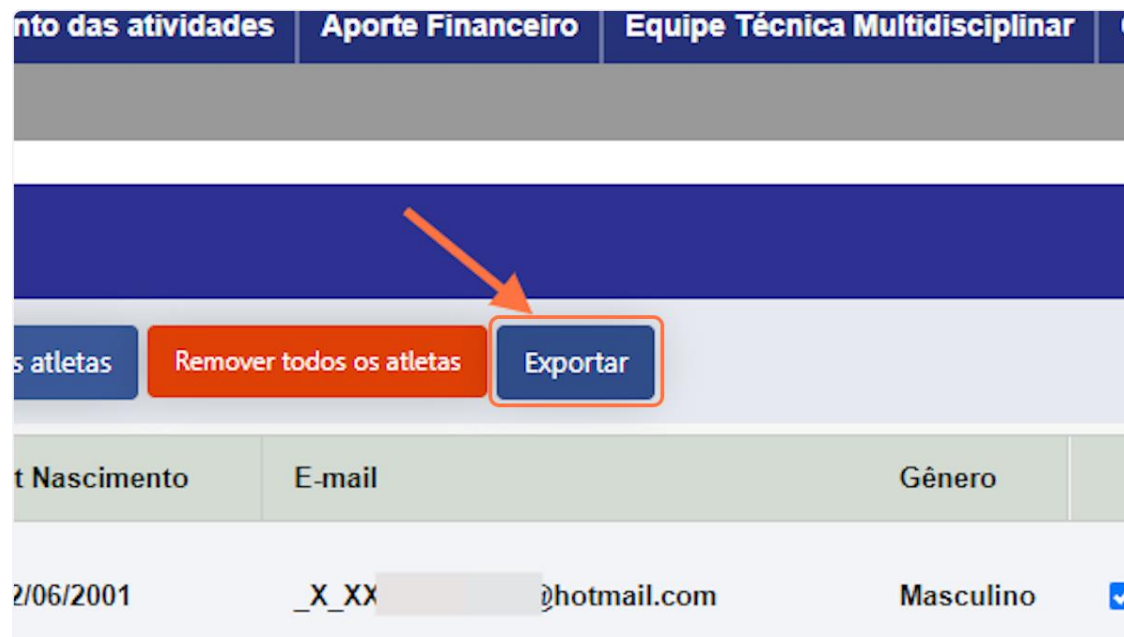 nto das atividades Aporte Financeiro Equipe Técnica Multidisciplinar
s atletas Remover todos os atletas Exportar
t Nascimento E-mail Gênero
2/06/2001 _X_XX @hotmail.com Masculino